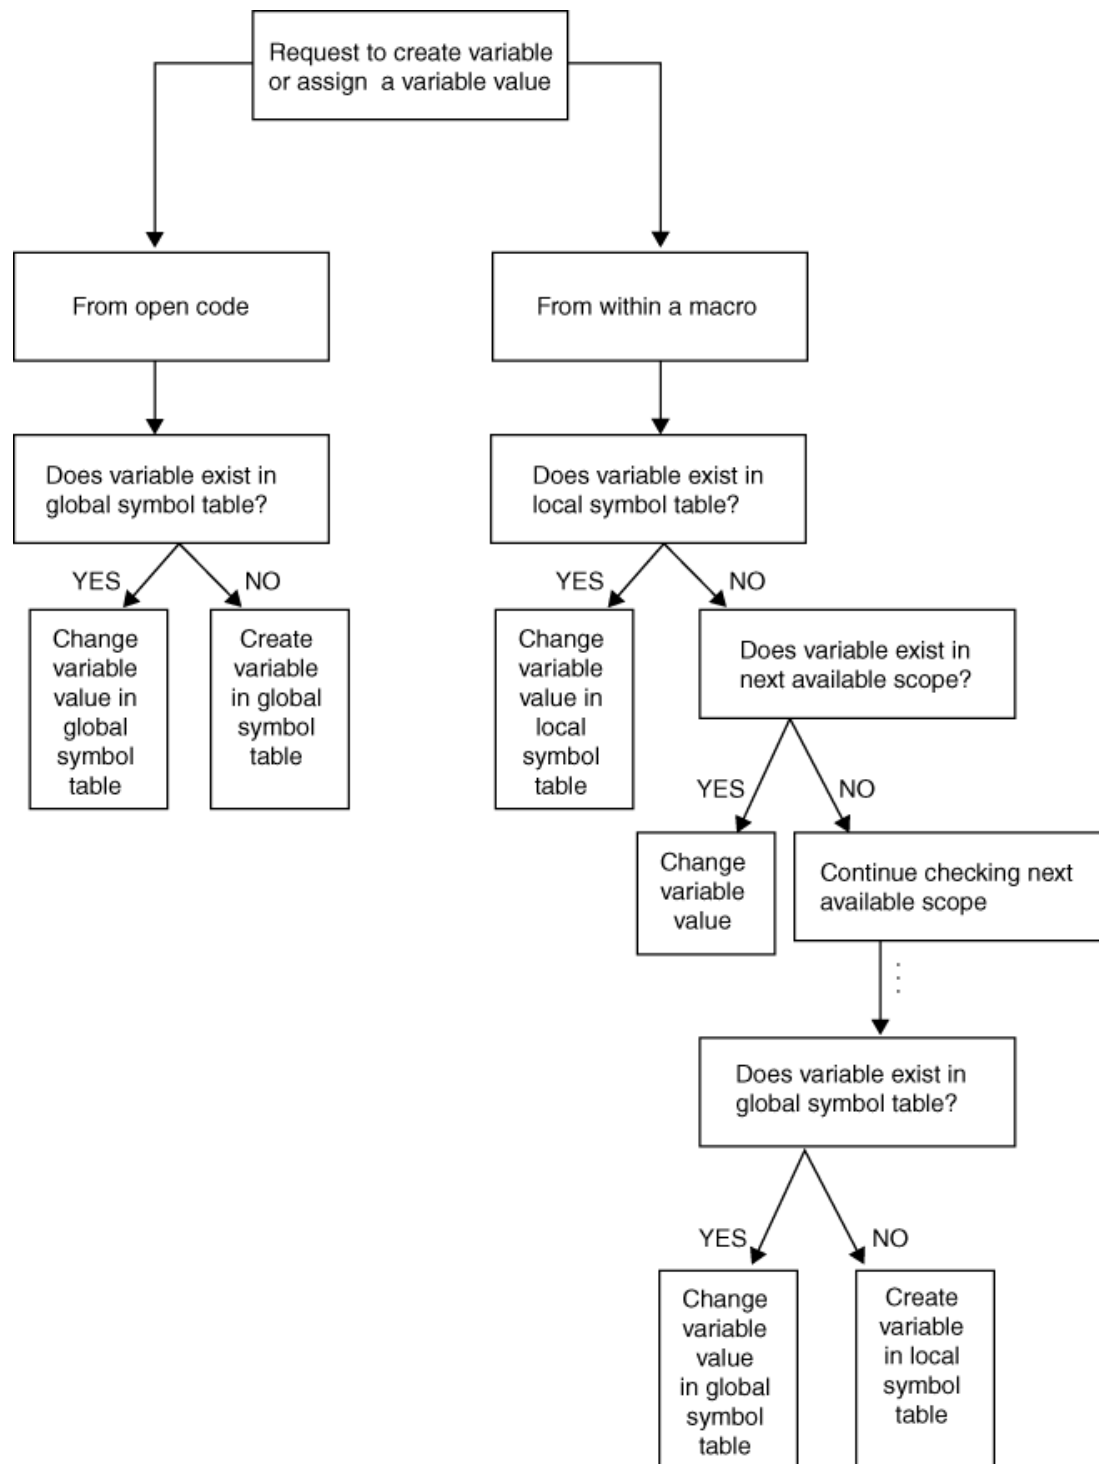 Request to create variable
or assign a variable value
From open code
From within a macro
Does variable exist in
global symbol table?
Does variable exist in
local symbol table?
YES
NO
YES
NO
Change
variable
value in
global
symbol
table
Create
variable
in global
symbol
table
Change
variable
value in
local
symbol
table
Does variable exist in
next available scope?
YES
NO
Change
variable
value
Continue checking next
available scope
Does variable exist in
global symbol table?
YES
NO
Change
variable
value
in global
symbol
table
Create
variable
in local
symbol
table